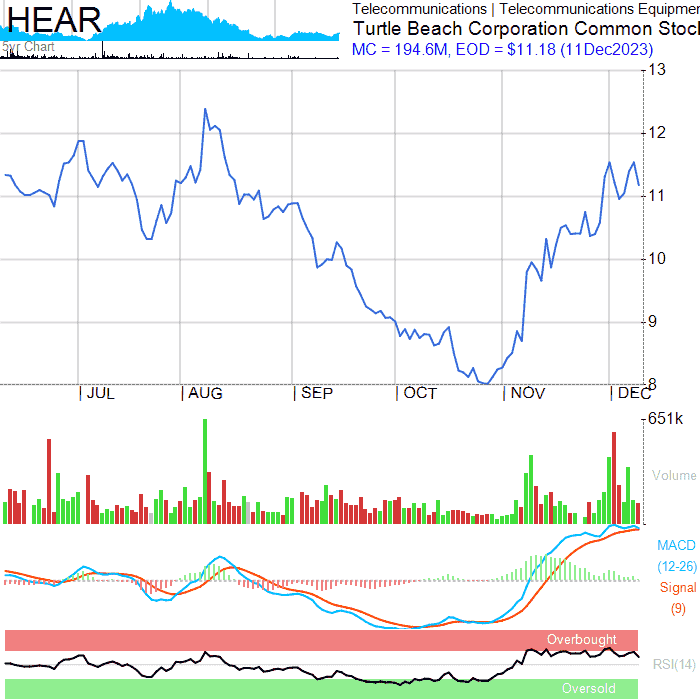 HEAR
5yr Chart
Telecommunications | Telecommunications Equipmer
Turtle Beach Corporation Common Stock
MC = 194.6M, EOD = $11.18 (11Dec2023)
13
12
11
10
9
8
JUL
AUG
SEP
OCT
NOV
DEC
651k
Volume
MACD
(12-26)
Signal
(9)
Overbought
RSI(14)
Oversold